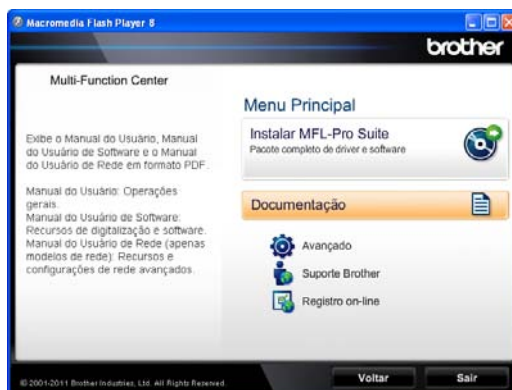 Macromedia Flash Player 8
brother
Multi-Function Center
Exibe o Manual do Usuário, Manual
do Usuário de Software e o Manual
do Usuário de Rede em formato PDF.
Manual do Usuário: Operações
gerais.
Manual do Usuário de Software:
Recursos de digitalização e software.
Manual do Usuário de Rede (apenas
modelos de rede): Recursos e
configurações de rede avançados.
Menu Principal
Instalar MFL-Pro Suite
Pacote completo de driver e software
Documentação
Avançado
Suporte Brother
Registro on-line
© 2001-2011 Brother Industries, Ltd. All Rights Reserved.
Voltar
Sair